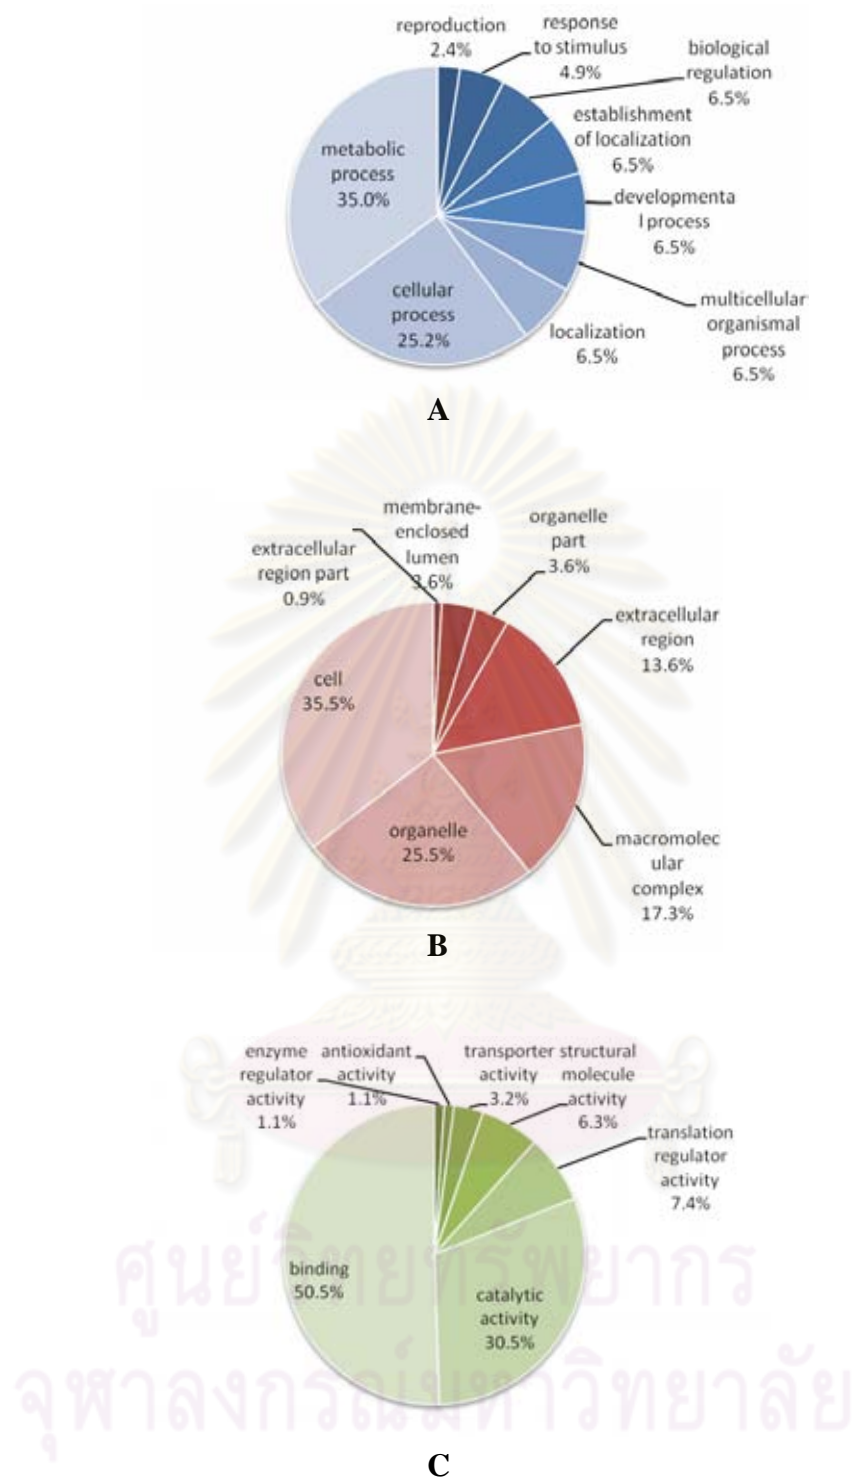 reproduction
2.4%
response
to stimulus
4.9%
biological
regulation
6.5%
establishment
of localization
6.5%
developmenta
l process
6.5%
multicellular
organismal
process
6.5%
localization
6.5%
cellular
process
25.2%
metabolic
process
35.0%
A
extracellular
region part
0.9%
membrane-
enclosed
lumen
3.6%
organelle
part
3.6%
extracellular
region
13.6%
macromolec
ular
complex
17.3%
organelle
25.5%
cell
35.5%
B
enzyme
regulator
activity
1.1%
antioxidant
activity
1.1%
transporter
activity
3.2%
structural
molecule
activity
6.3%
translation
regulator
activity
7.4%
catalytic
activity
30.5%
binding
50.5%
ศูนย์วิทยทรัพยากร
จุฬาลงกรณ์มหาวิทยาลัย
C